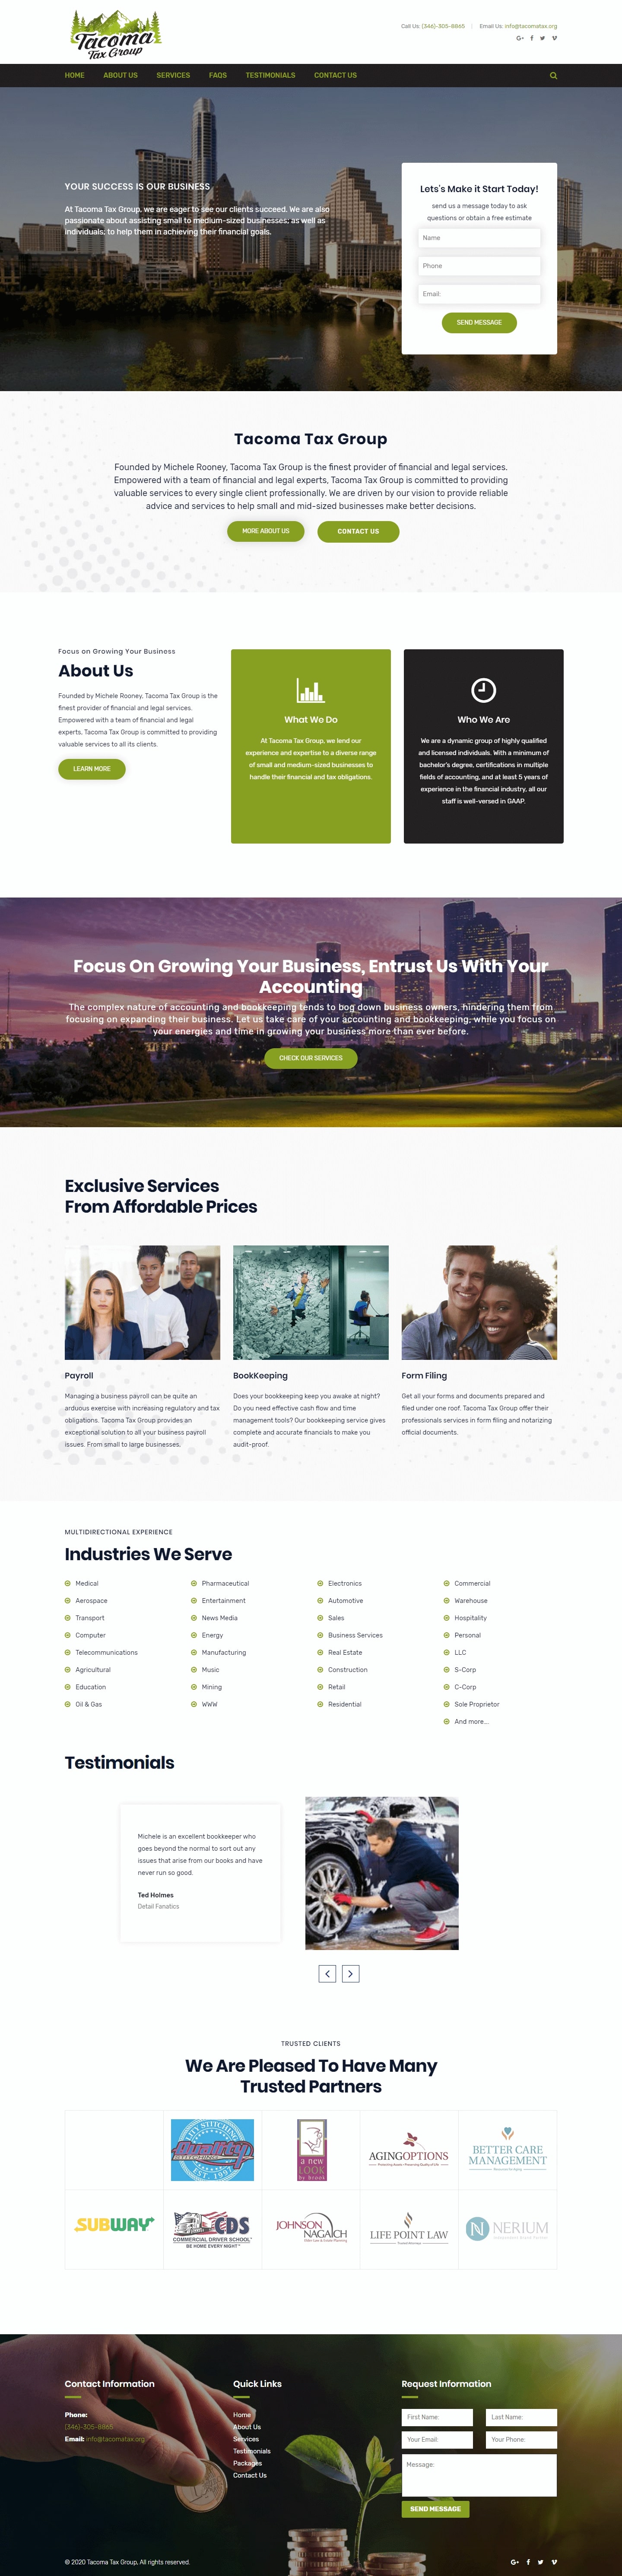 Tacoma
Tax Group
Call Us: (346)-305-8865
Email Us: info@tacomatax.org
HOME
ABOUT US
SERVICES
FAQS
TESTIMONIALS
CONTACT US
YOUR SUCCESS IS OUR BUSINESS
At Tacoma Tax Group, we are eager to see our clients succeed. We are also
passionate about assisting small to medium-sized businesses; as well as
individuals; to help them in achieving their financial goals.
Lets's Make it Start Today!
send us a message today to ask
questions or obtain a free estimate
Name
Phone
Email:
SEND MESSAGE
Tacoma Tax Group
Founded by Michele Rooney, Tacoma Tax Group is the finest provider of financial and legal services.
Empowered with a team of financial and legal experts, Tacoma Tax Group is committed to providing
valuable services to every single client professionally. We are driven by our vision to provide reliable
advice and services to help small and mid-sized businesses make better decisions.
MORE ABOUT US
CONTACT US
Focus on Growing Your Business
About Us
Founded by Michele Rooney, Tacoma Tax Group is the
finest provider of financial and legal services.
Empowered with a team of financial and legal
experts, Tacoma Tax Group is committed to providing
valuable services to all its clients.
LEARN MORE
What We Do
At Tacoma Tax Group, we lend our
experience and expertise to a diverse range
of small and medium-sized businesses to
handle their financial and tax obligations.
Who We Are
We are a dynamic group of highly qualified
and licensed individuals. With a minimum of
bachelor's degree, certifications in multiple
fields of accounting, and at least 5 years of
experience in the financial industry, all our
staff is well-versed in GAAP.
Focus On Growing Your Business, Entrust Us With Your
Accounting
The complex nature of accounting and bookkeeping tends to bog down business owners, hindering them from
focusing on expanding their business. Let us take care of your accounting and bookkeeping; while you focus on
your energies and time in growing your business more than ever before.
CHECK OUR SERVICES
Exclusive Services
From Affordable Prices
Payroll
Managing a business payroll can be quite an
arduous exercise with increasing regulatory and tax
obligations. Tacoma Tax Group provides an
exceptional solution to all your business payroll
issues. From small to large businesses.
BookKeeping
Does your bookkeeping keep you awake at night?
Do you need effective cash flow and time
management tools? Our bookkeeping service gives
complete and accurate financials to make you
audit-proof.
Form Filing
Get all your forms and documents prepared and
filed under one roof. Tacoma Tax Group offer their
professionals services in form filing and notarizing
official documents.
MULTIDIRECTIONAL EXPERIENCE
Industries We Serve
Medical
Aerospace
Transport
Computer
Telecommunications
Agricultural
Education
Oil & Gas
Pharmaceutical
Entertainment
News Media
Energy
Manufacturing
Music
Mining
WWW
Electronics
Automotive
Sales
Business Services
Real Estate
Construction
Retail
Residential
Commercial
Warehouse
Hospitality
Personal
LLC
S-Corp
C-Corp
Sole Proprietor
And more....
Testimonials
Michele is an excellent bookkeeper who
goes beyond the normal to sort out any
issues that arise from our books and have
never run so good.
Ted Holmes
Detail Fanatics
TRUSTED CLIENTS
We Are Pleased To Have Many
Trusted Partners
Quality
EST. 1997
a new
LOOK
by brook
AGINGOPTIONS
BETTER CARE
MANAGEMENT
SUBWAY
CDS
COMMERCIAL DRIVER SCHOOL
BE HOME EVERY NIGHT
JOHNSON
NAGAICH
LIFE POINT LAW
NERIUM
Contact Information
Phone:
(346)-305-8865
Email: info@tacomatax.org
Quick Links
Home
About Us
Services
Testimonials
Packages
Contact Us
Request Information
First Name:
Last Name:
Your Email:
Your Phone:
Message:
SEND MESSAGE
© 2020 Tacoma Tax Group, All rights reserved.